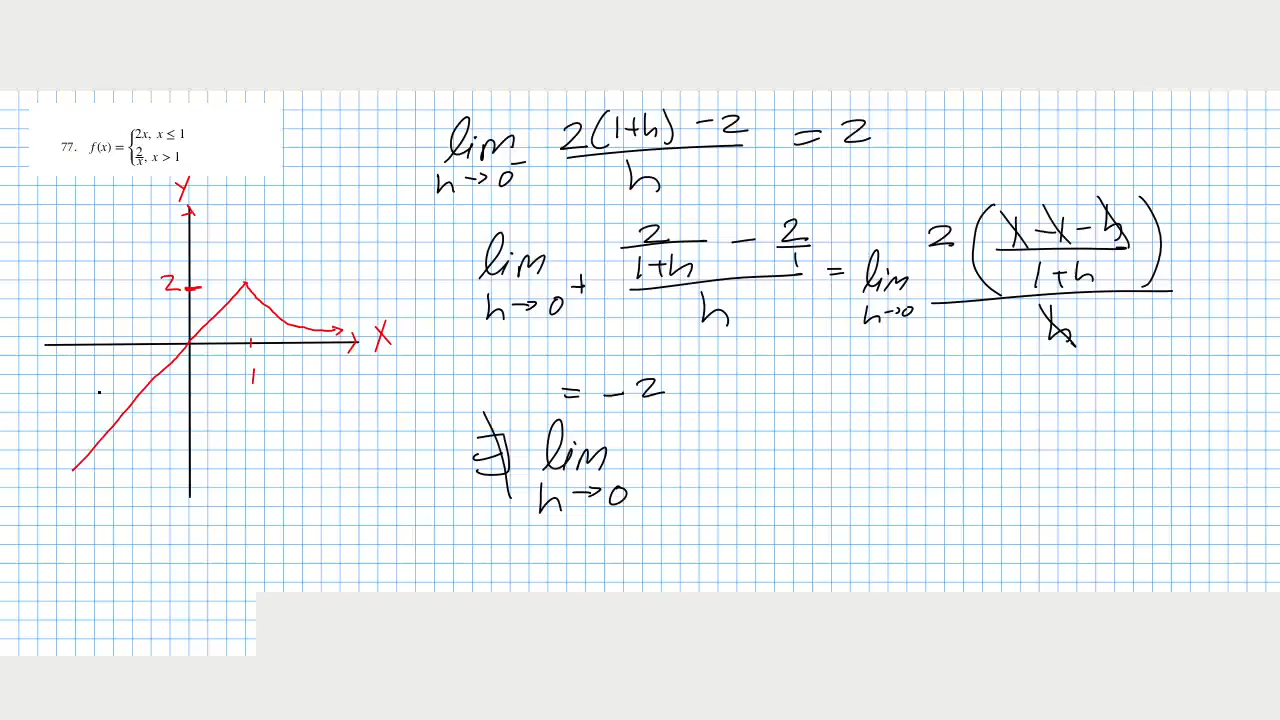 77. f(x) = { 2x, x ≤ 1
2/x, x > 1
Y
2
X
1
lim h→0⁻ (2(1+h) - 2)/h = 2
lim h→0⁺ (2/(1+h) - 2/1)/h = lim h→0 2((1-1-h)/(1+h))/h
= -2
∄ lim h→0